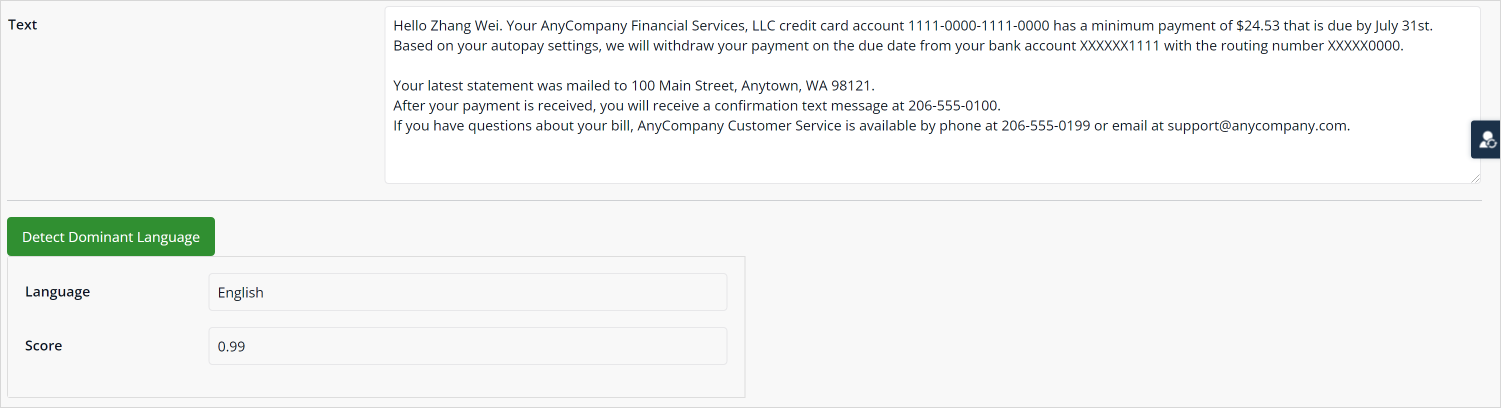 Text
Hello Zhang Wei. Your AnyCompany Financial Services, LLC credit card account 1111-0000-1111-0000 has a minimum payment of $24.53 that is due by July 31st.
Based on your autopay settings, we will withdraw your payment on the due date from your bank account XXXXXX1111 with the routing number XXXXX0000.
Your latest statement was mailed to 100 Main Street, Anytown, WA 98121.
After your payment is received, you will receive a confirmation text message at 206-555-0100.
If you have questions about your bill, AnyCompany Customer Service is available by phone at 206-555-0199 or email at support@anycompany.com.
Detect Dominant Language
Language
English
Score
0.99